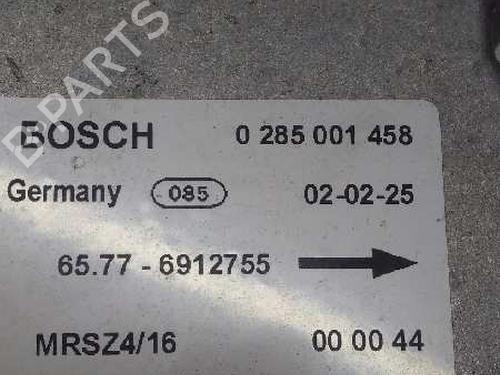 B-PARTS
BOSCH 0 285 001 458
Germany 085 02-02-25
65.77 - 6912755
MRSZ4/16 00 00 44